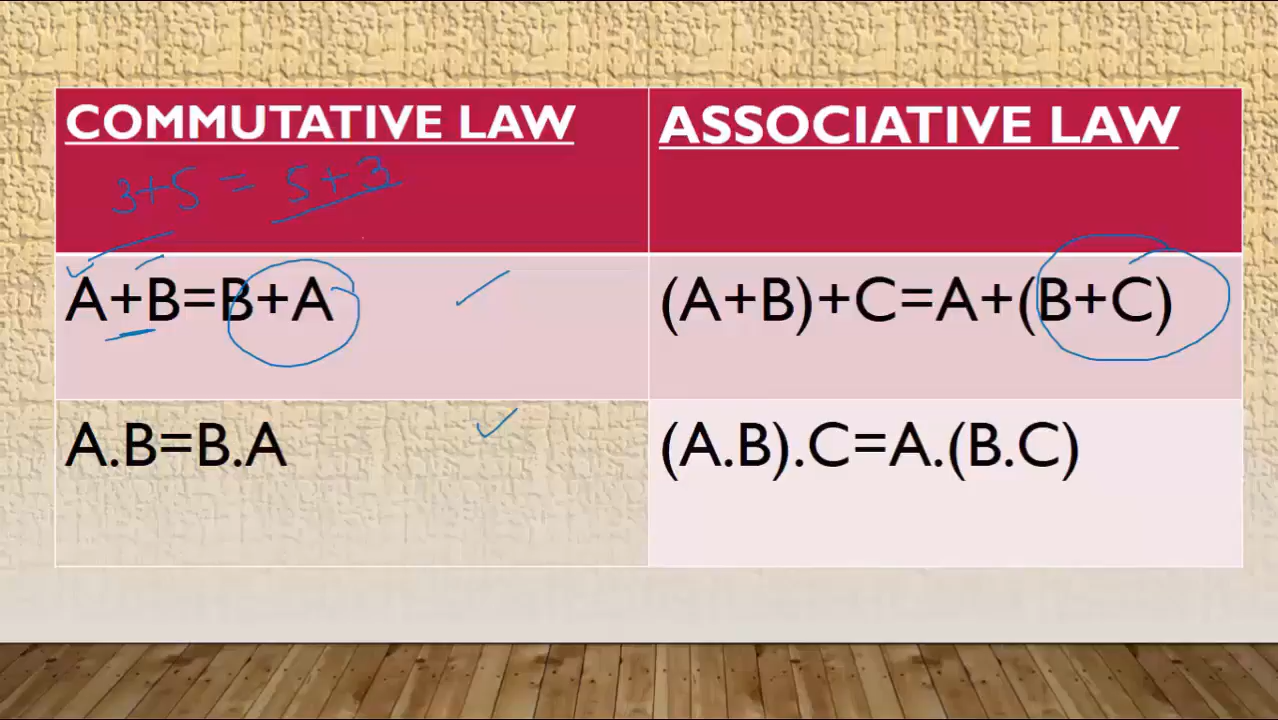 COMMUTATIVE LAW
3+5 = 5+3
A+B=B+A
A.B=B.A
ASSOCIATIVE LAW
(A+B)+C=A+(B+C)
(A.B).C=A.(B.C)